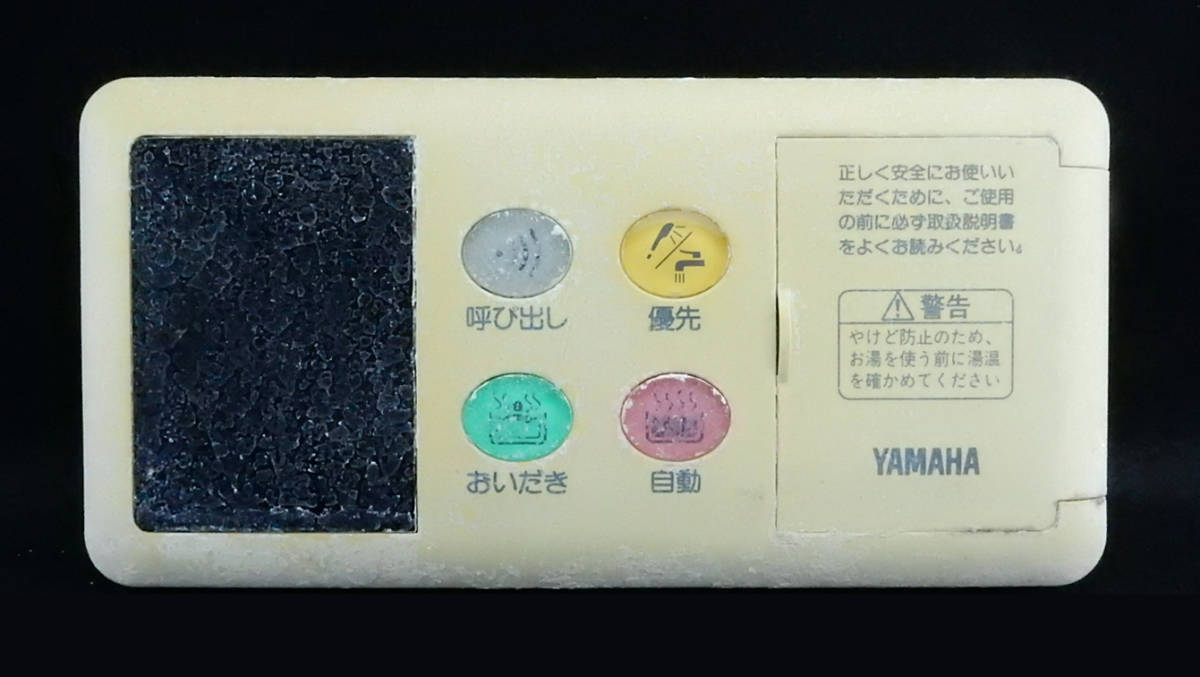 呼び出し
優先
おいだき
自動
正しく安全にお使いい
ただくために、ご使用
の前に必ず取扱説明書
をよくお読みください。
警告
やけど防止のため、
お湯を使う前に湯温
を確かめてください
YAMAHA